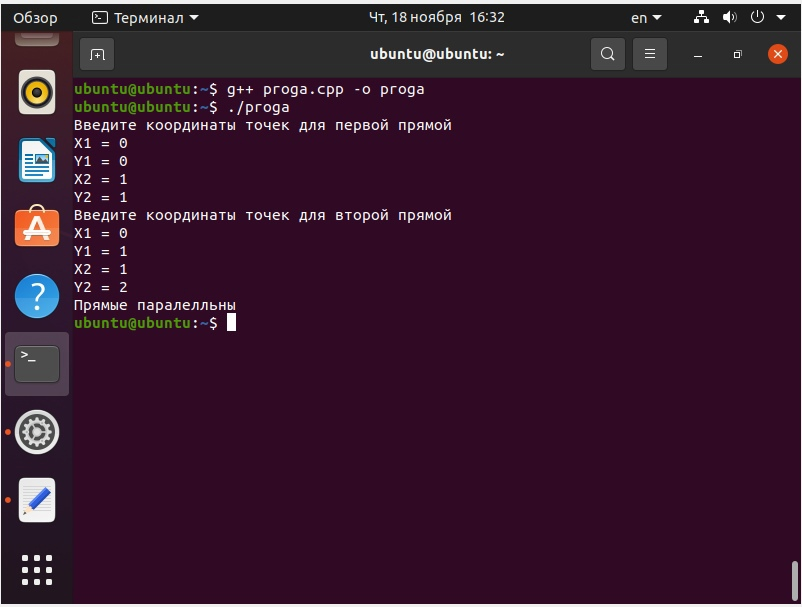 Обзор Терминал Чт, 18 ноября 16:32 en
ubuntu@ubuntu: ~
ubuntu@ubuntu:~$ g++ proga.cpp -o proga
ubuntu@ubuntu:~$ ./proga
Введите координаты точек для первой прямой
X1 = 0
Y1 = 0
X2 = 1
Y2 = 1
Введите координаты точек для второй прямой
X1 = 0
Y1 = 1
X2 = 1
Y2 = 2
Прямые паралелльны
ubuntu@ubuntu:~$